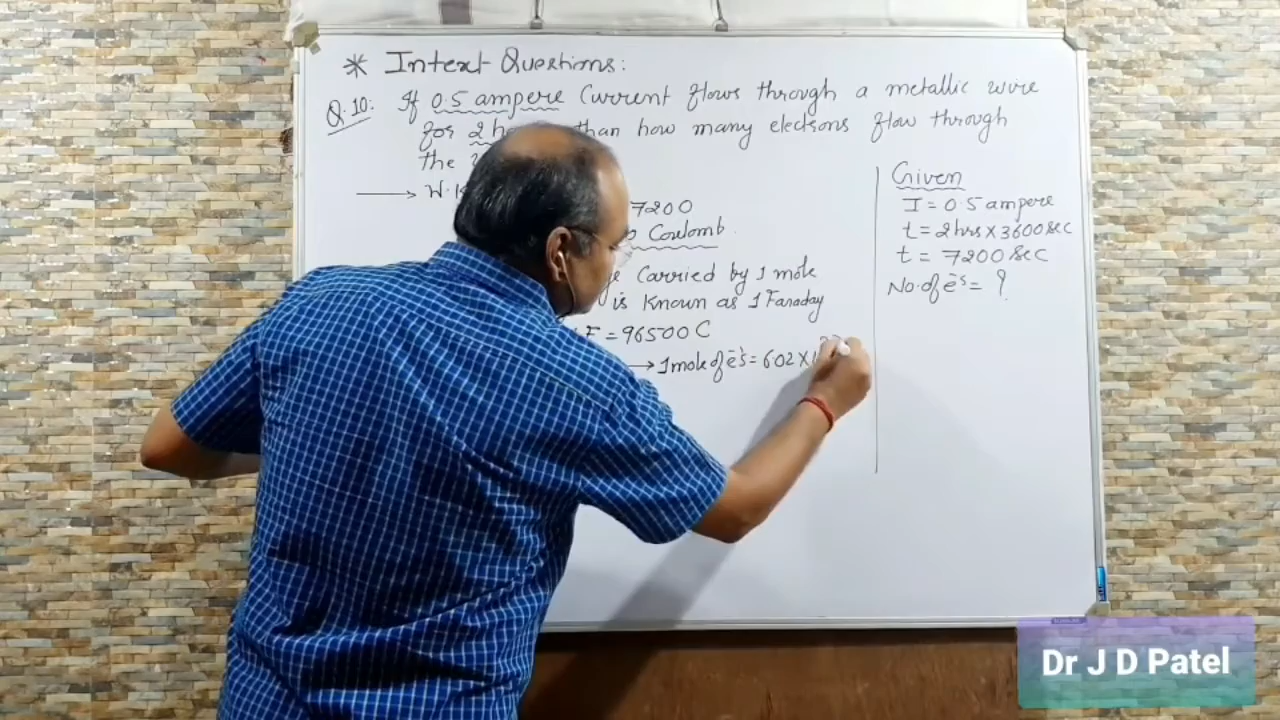 * Intext Questions:
Q.10: If 0.5 ampere Current flows through a metallic wire
for 2 than how many electsons flow through
the
→ W.
7200
Coulomb.
Carried by 1 mole
is Known as 1 Faraday
F = 96500 C
→ 1 mole of e⁻s = 6.02 X
Given
I = 0.5 ampere
t = 2 hrs X 3600 sec
t = 7200 sec
No. of e⁻s = ?
Dr J D Patel